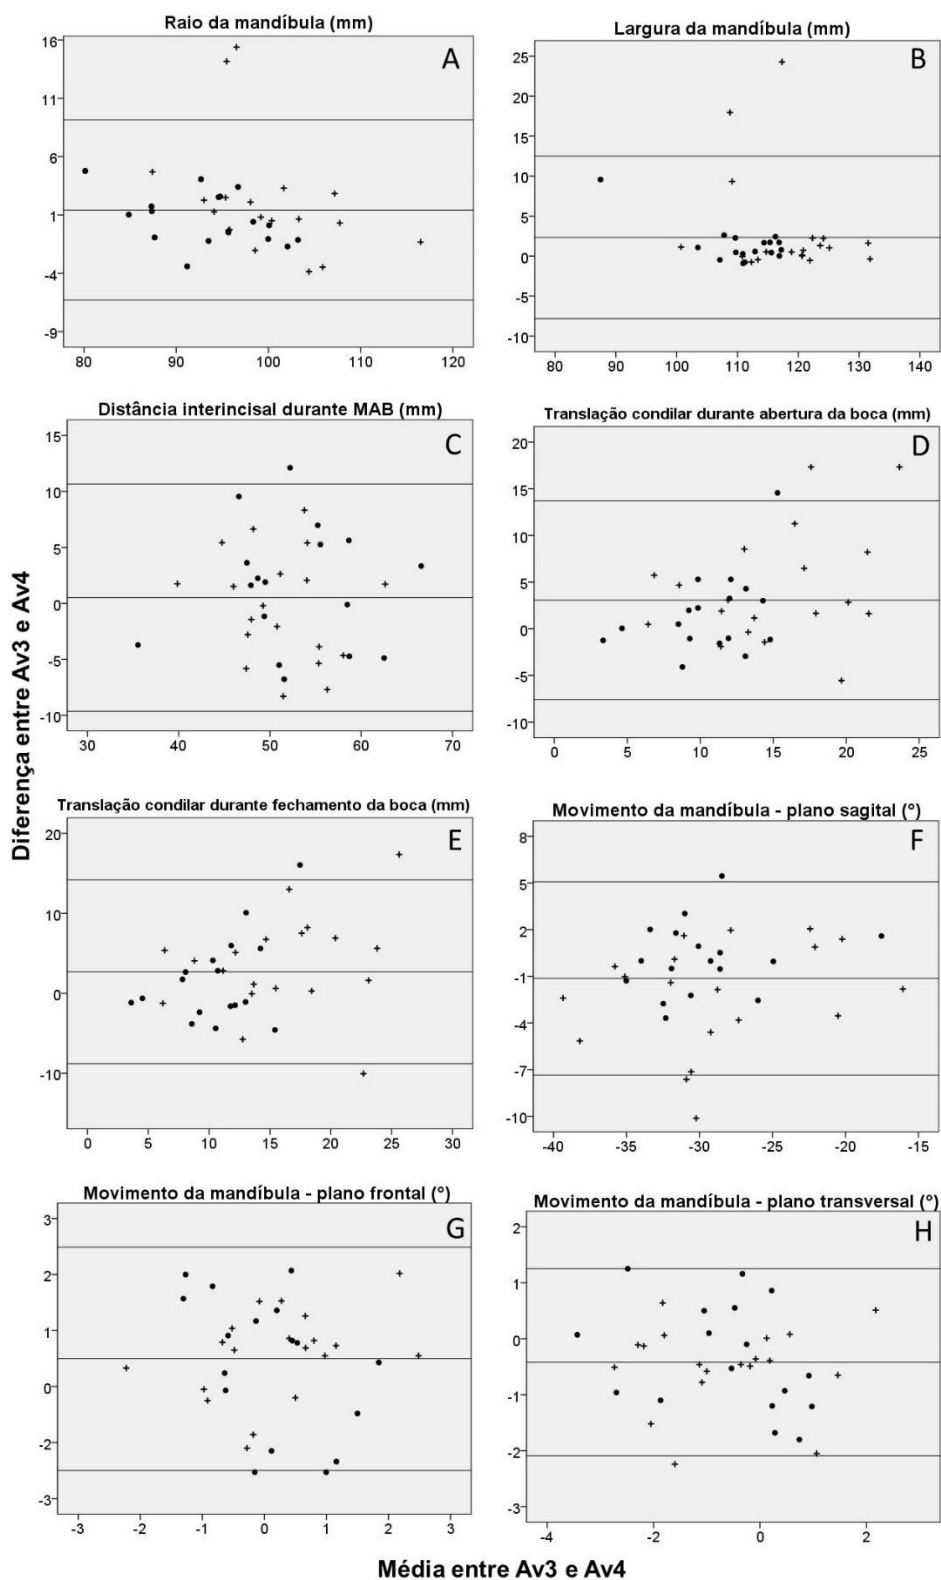 Raio da mandíbula (mm)
A
16
11
6
1
-4
-9
80 90 100 110 120
Largura da mandíbula (mm)
B
25
20
15
10
5
0
-5
-10
80 90 100 110 120 130 140
Distância interincisal durante MAB (mm)
C
15
10
5
0
-5
-10
30 40 50 60 70
Translação condilar durante abertura da boca (mm)
D
20
15
10
5
0
-5
-10
0 5 10 15 20 25
Diferença entre Av3 e Av4
Translação condilar durante fechamento da boca (mm)
E
20
10
0
-10
0 5 10 15 20 25 30
Movimento da mandíbula - plano sagital (°)
F
8
5
2
-1
-4
-7
-10
-40 -35 -30 -25 -20 -15
Movimento da mandíbula - plano frontal (°)
G
3
2
1
0
-2
-3
-3 -2 -1 0 1 2 3
Movimento da mandíbula - plano transversal (°)
H
2
1
0
-1
-2
-3
-4 -2 0 2
Média entre Av3 e Av4